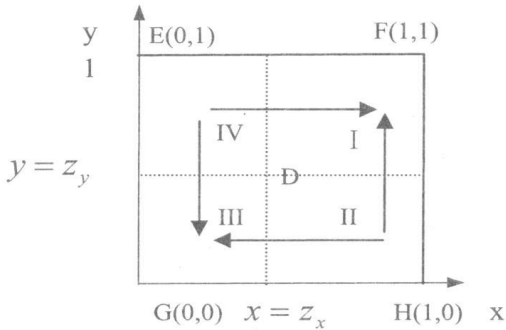 y E(0,1) F(1,1)
1
IV I
y = z_y D
III II
G(0,0) x = z_x H(1,0) x